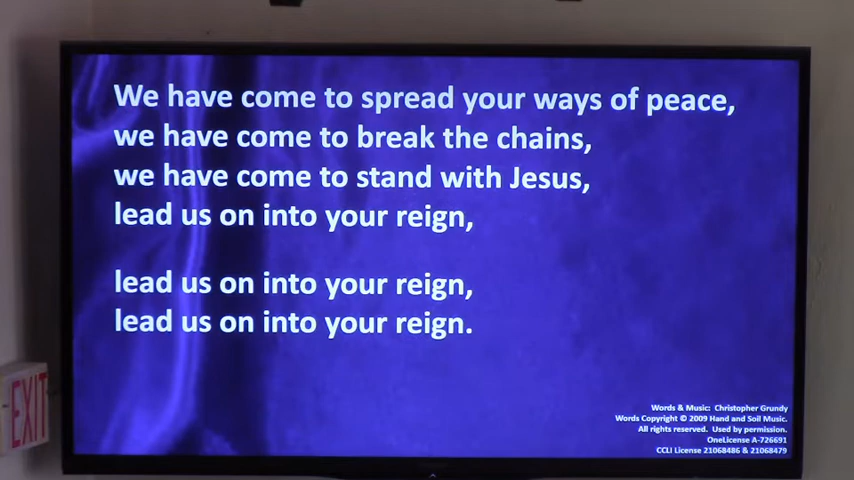 We have come to spread your ways of peace,
we have come to break the chains,
we have come to stand with Jesus,
lead us on into your reign,
lead us on into your reign,
lead us on into your reign.
Words & Music: Christopher Grundy
Words Copyright © 2009 Hand and Soil Music.
All rights reserved. Used by permission.
OneLicense A-726691
CCLI License 21068486 & 21068479
EXIT